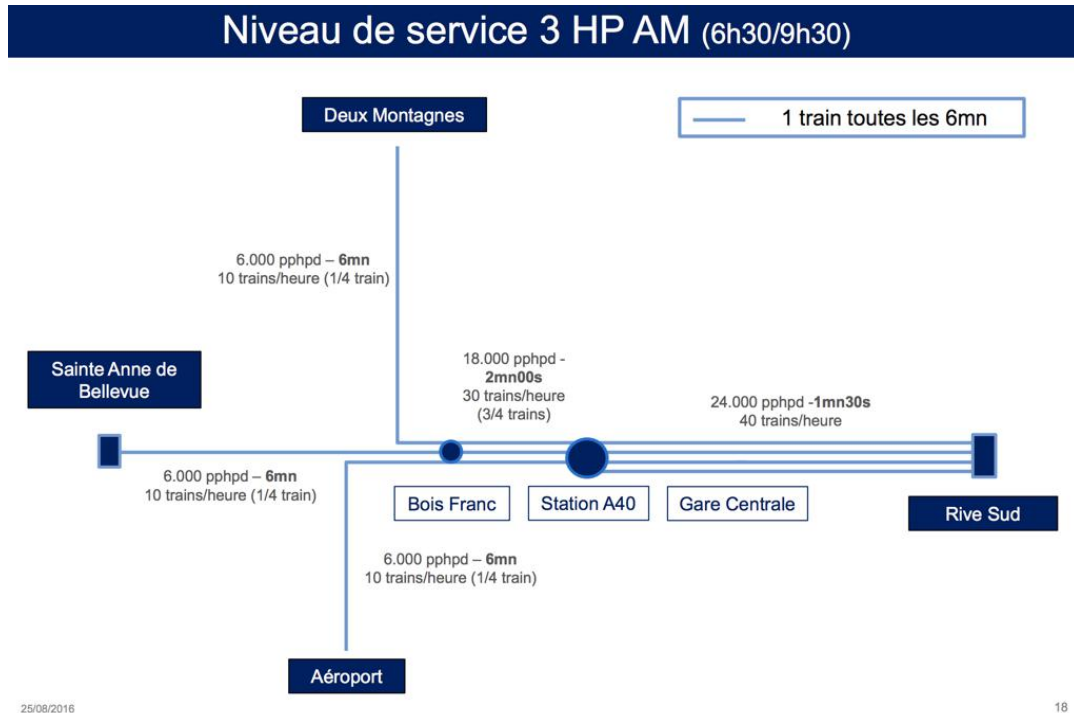 Niveau de service 3 HP AM (6h30/9h30)
Deux Montagnes
1 train toutes les 6mn
6.000 pphpd – 6mn
10 trains/heure (1/4 train)
Sainte Anne de
Bellevue
18.000 pphpd -
2mn00s
30 trains/heure
(3/4 trains)
24.000 pphpd -1mn30s
40 trains/heure
6.000 pphpd – 6mn
10 trains/heure (1/4 train)
Bois Franc
Station A40
Gare Centrale
Rive Sud
6.000 pphpd – 6mn
10 trains/heure (1/4 train)
Aéroport
25/08/2016
18